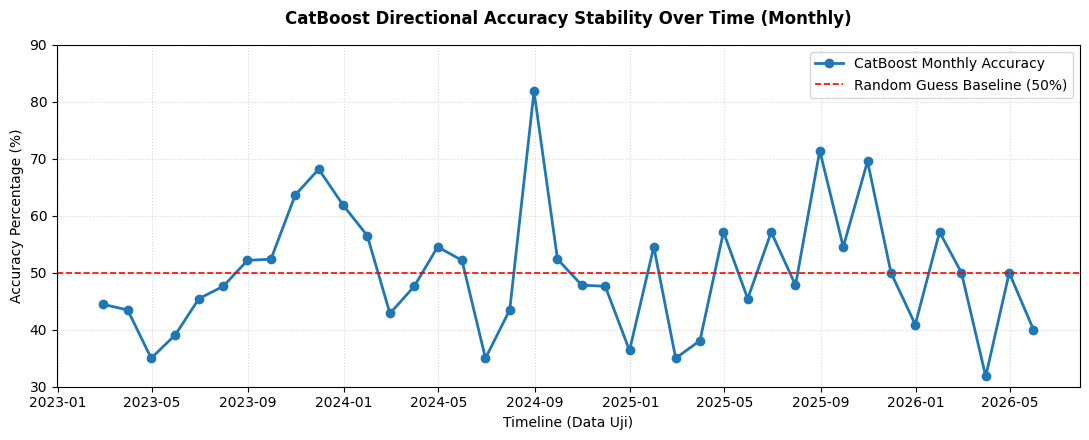 CatBoost Directional Accuracy Stability Over Time (Monthly)
CatBoost Monthly Accuracy
Random Guess Baseline (50%)
Accuracy Percentage (%)
90
80
70
60
50
40
30
2023-01 2023-05 2023-09 2024-01 2024-05 2024-09 2025-01 2025-05 2025-09 2026-01 2026-05
Timeline (Data Uji)